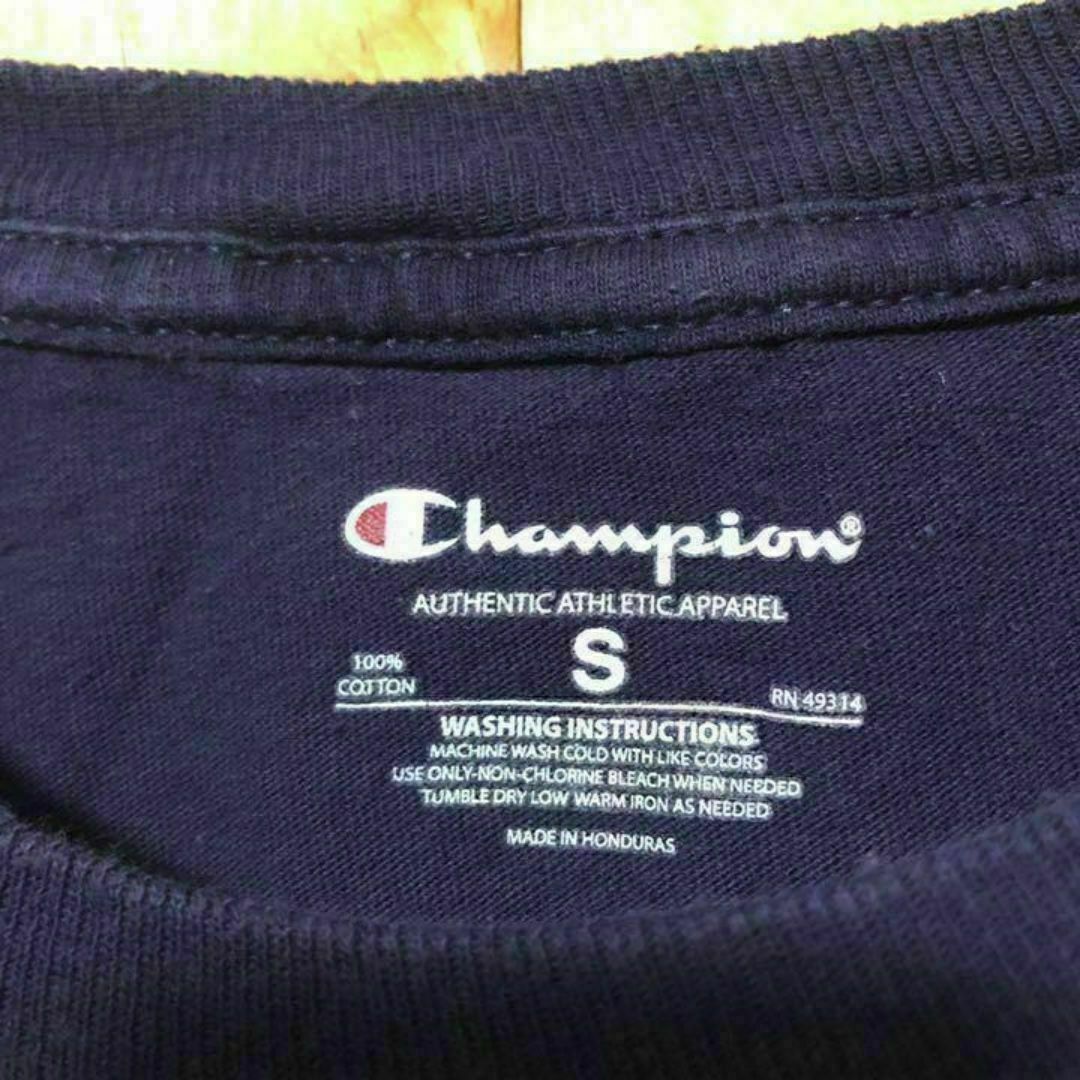 Champion®
AUTHENTIC ATHLETIC APPAREL
S
100%
COTTON
RN 49314
WASHING INSTRUCTIONS
MACHINE WASH COLD WITH LIKE COLORS
USE ONLY-NON-CHLORINE BLEACH WHEN NEEDED
TUMBLE DRY LOW WARM IRON AS NEEDED
MADE IN HONDURAS